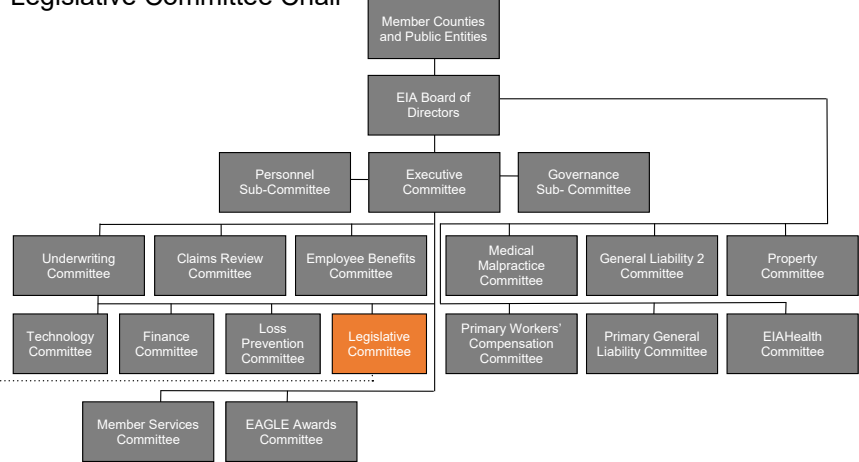 Legislative Committee Chair
Member Counties
and Public Entities
EIA Board of
Directors
Personnel
Sub-Committee
Executive
Committee
Governance
Sub- Committee
Underwriting
Committee
Claims Review
Committee
Employee Benefits
Committee
Medical
Malpractice
Committee
General Liability 2
Committee
Property
Committee
Technology
Committee
Finance
Committee
Loss
Prevention
Committee
Legislative
Committee
Primary Workers'
Compensation
Committee
Primary General
Liability Committee
EIAHealth
Committee
Member Services
Committee
EAGLE Awards
Committee